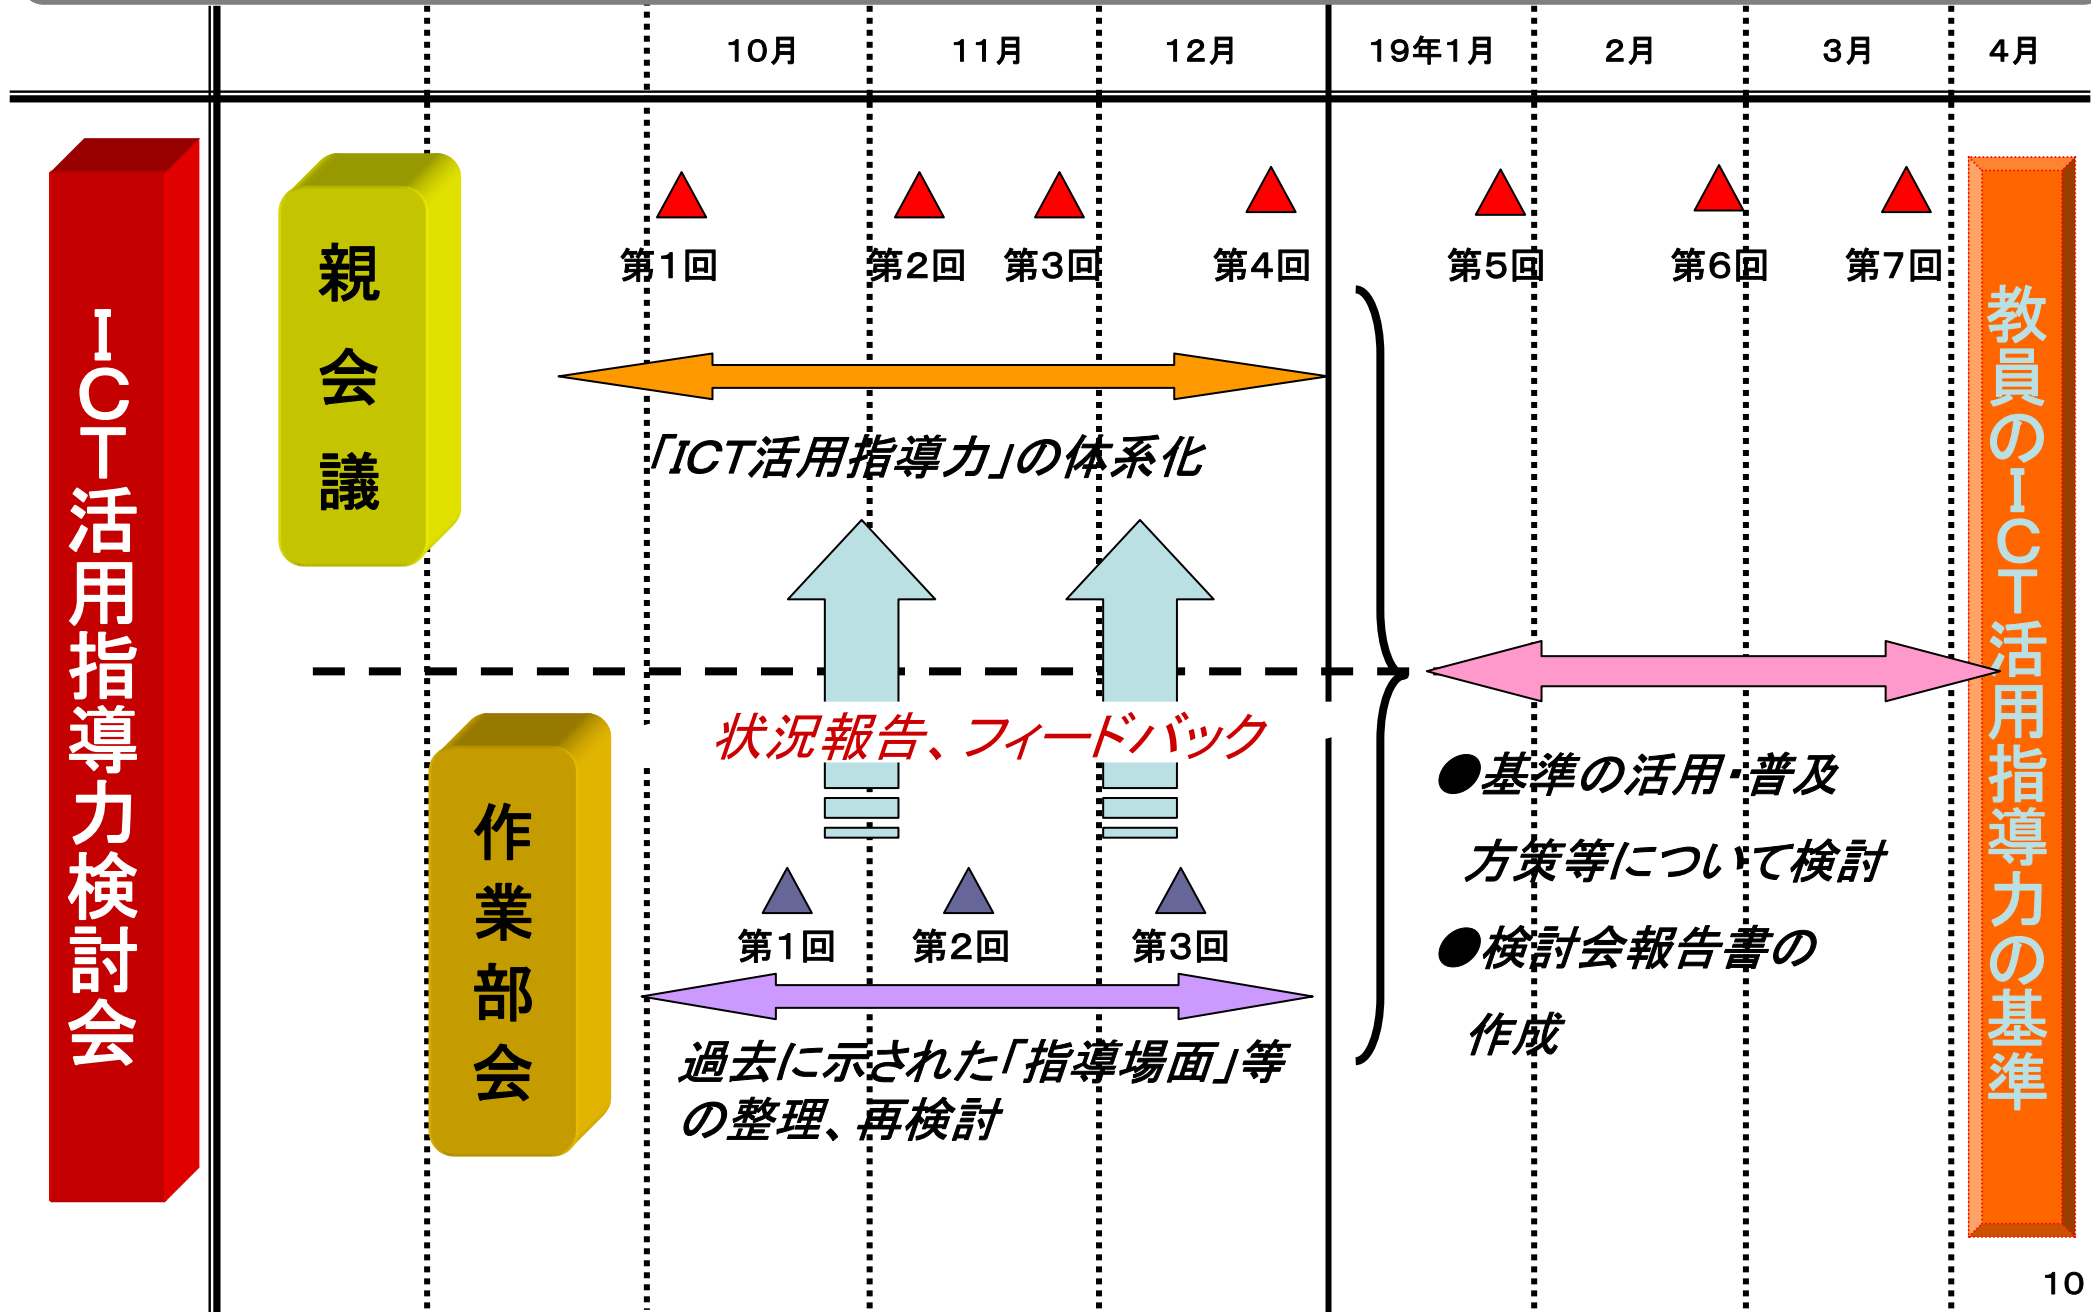 10月 11月 12月 19年1月 2月 3月 4月
ICT活用指導力検討会
親会議
第1回 第2回 第3回 第4回 第5回 第6回 第7回
「ICT活用指導力」の体系化
状況報告、フィードバック
作業部会
第1回 第2回 第3回
過去に示された「指導場面」等
の整理、再検討
●基準の活用・普及
方策等について検討
●検討会報告書の
作成
教員のICT活用指導力の基準
10